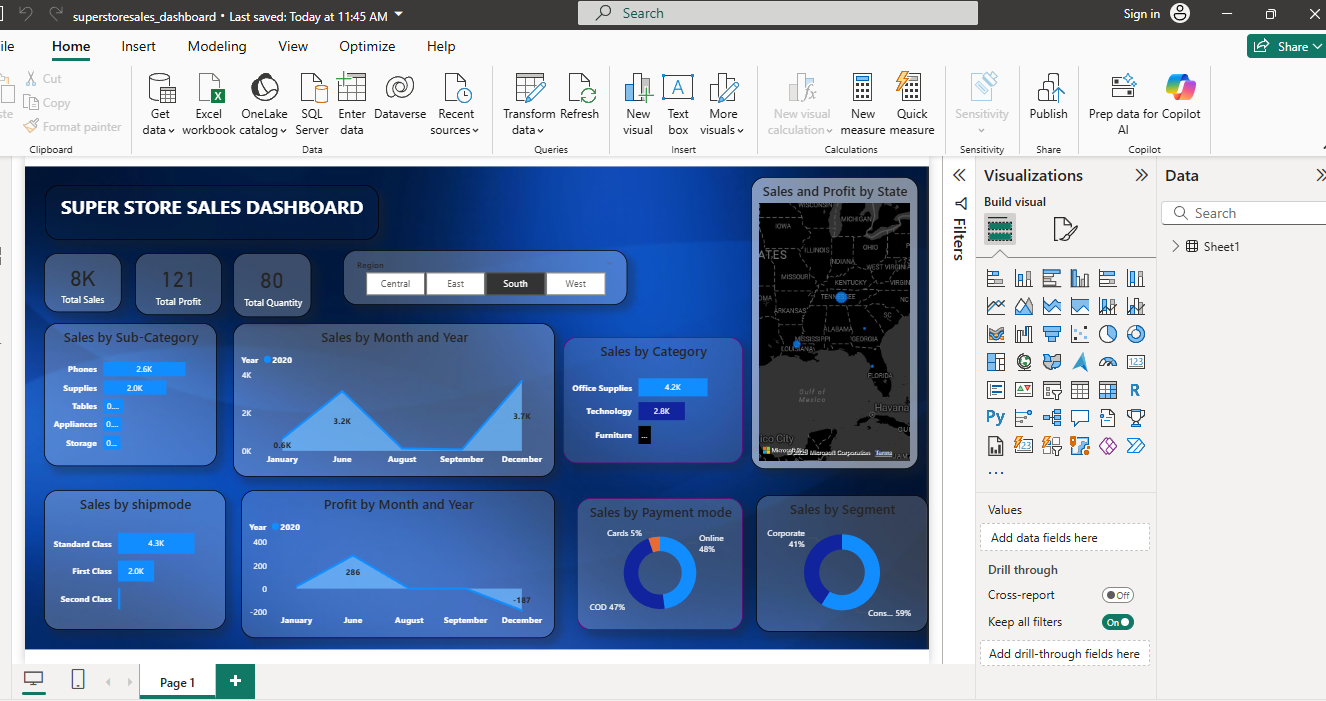 superstoresales_dashboard • Last saved: Today at 11:45 AM
Search
Sign in
ile
Home
Insert
Modeling
View
Optimize
Help
Share
Cut
Copy
Format painter
Clipboard
Get data
Excel workbook
OneLake catalog
SQL Server
Enter data
Dataverse
Recent sources
Data
Transform data
Refresh
Queries
New visual
Text box
More visuals
Insert
New visual calculation
New measure
Quick measure
Calculations
Sensitivity
Sensitivity
Publish
Share
Prep data for AI
Copilot
Copilot
SUPER STORE SALES DASHBOARD
8K
Total Sales
121
Total Profit
80
Total Quantity
Region
Central
East
South
West
Sales and Profit by State
WISCONSIN
MICHIGAN
IOWA
ATES
ILLINOIS
OHIO
INDIANA
WEST VIRGINIA
MISSOURI
KENTUCKY
VIRGIN
OMA
TENNESSEE
NC
ARKANSAS
SC
ALABAMA
MISSISSIPPI
GEORGIA
LOUISIANA
FLORIDA
Gulf of
Mexico
Havana
ico City
Microsoft Corporation
Terms
Sales by Sub-Category
Phones 2.6K
Supplies 2.0K
Tables 0...
Appliances 0...
Storage 0...
Sales by Month and Year
Year 2020
4K
2K
0K
0.6K
3.2K
3.7K
January June August September December
Sales by Category
Office Supplies 4.2K
Technology 2.8K
Furniture ...
Sales by shipmode
Standard Class 4.3K
First Class 2.0K
Second Class
Profit by Month and Year
Year 2020
400
200
0
-200
286
-187
January June August September December
Sales by Payment mode
Cards 5%
Online 48%
COD 47%
Sales by Segment
Corporate 41%
Cons... 59%
Filters
Visualizations
Build visual
123
R
Py
123
...
Values
Add data fields here
Drill through
Cross-report
Off
Keep all filters
On
Add drill-through fields here
Data
Search
Sheet1
Page 1